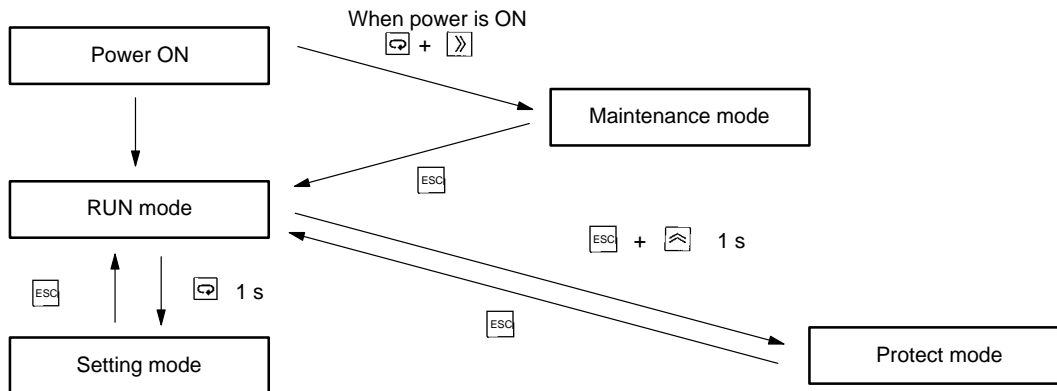 When power is ON
+
Power ON
Maintenance mode
ESC
RUN mode
ESC + 1 s
ESC
1 s
ESC
Setting mode
Protect mode